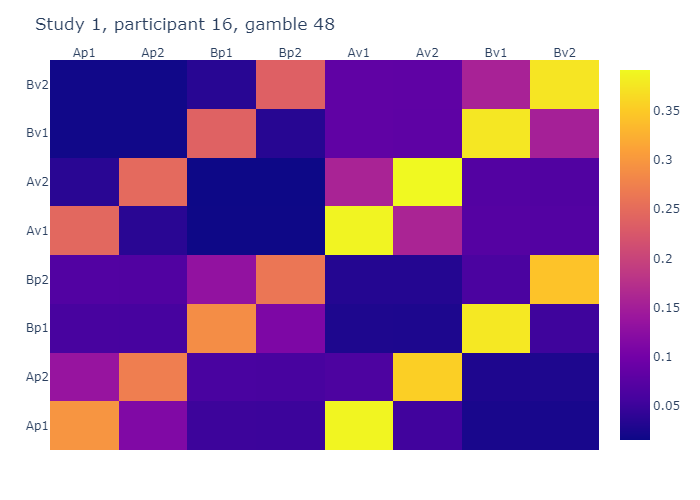 Study 1, participant 16, gamble 48
Ap1 Ap2 Bp1 Bp2 Av1 Av2 Bv1 Bv2
Bv2
Bv1
Av2
Av1
Bp2
Bp1
Ap2
Ap1
0.35
0.3
0.25
0.2
0.15
0.1
0.05